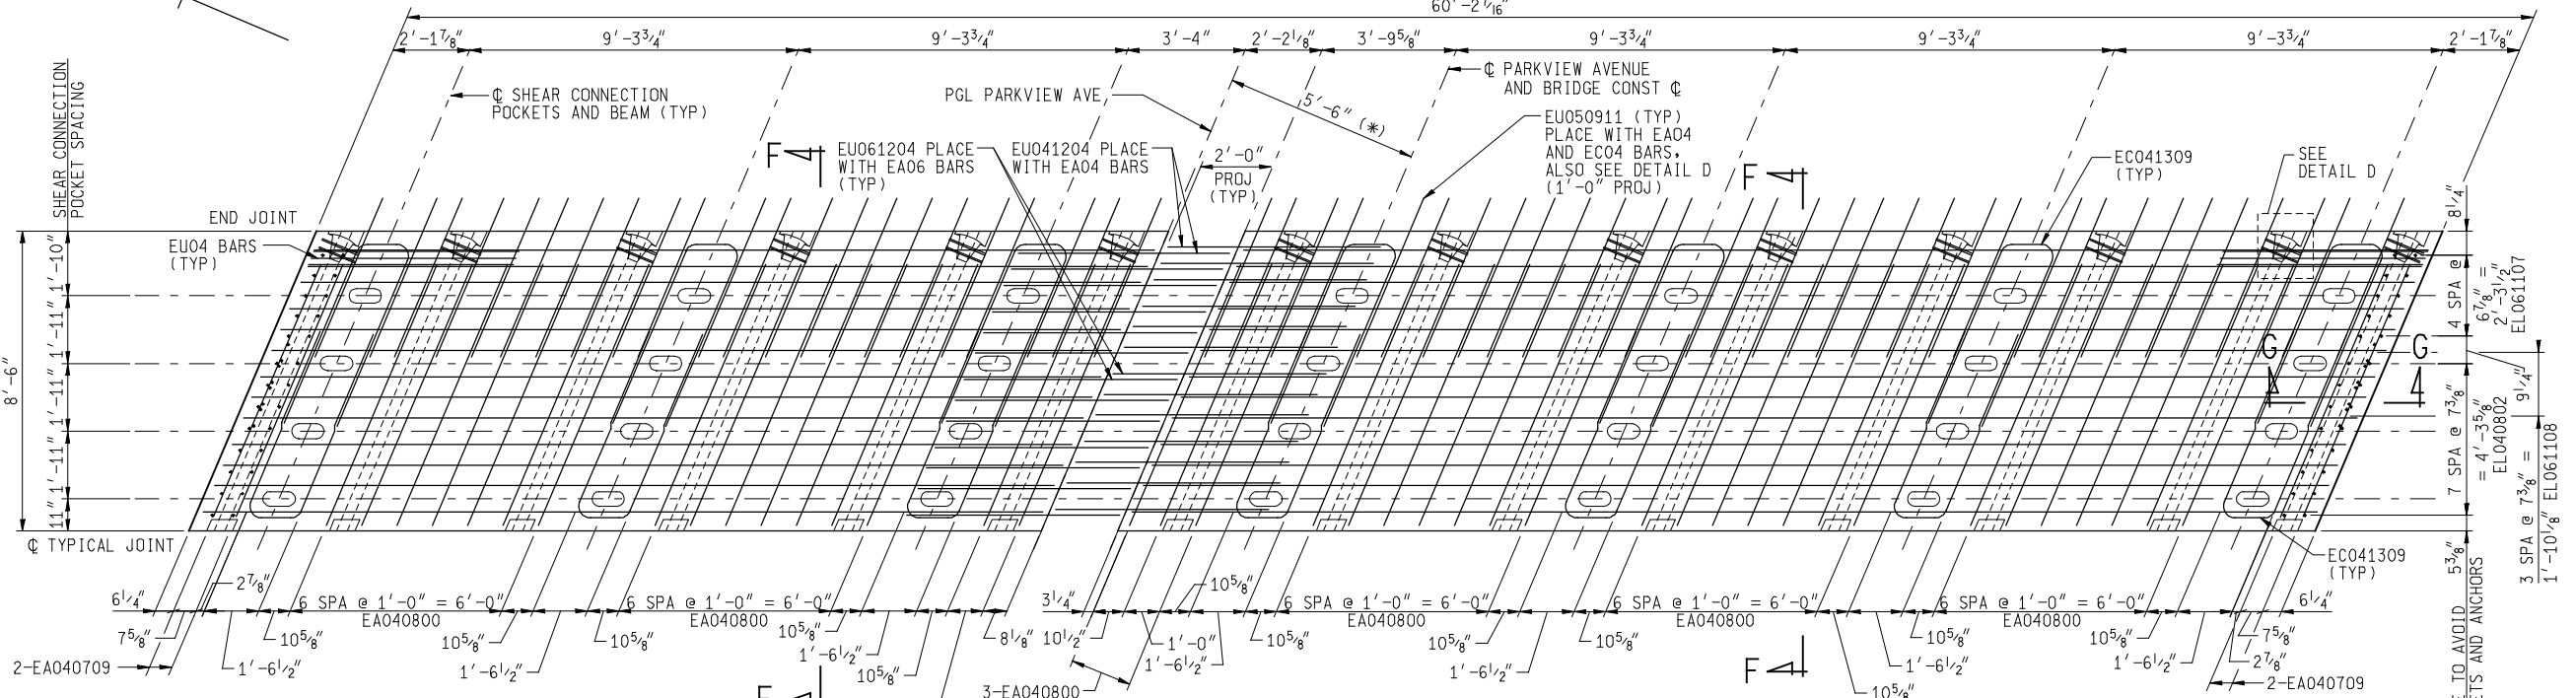 60'-2 7/16"
2'-1 7/8"
9'-3 3/4"
9'-3 3/4"
3'-4"
2'-2 1/8"
3'-9 5/8"
9'-3 3/4"
9'-3 3/4"
9'-3 3/4"
2'-1 7/8"
SHEAR CONNECTION
POCKET SPACING
℄ SHEAR CONNECTION
POCKETS AND BEAM (TYP)
PGL PARKVIEW AVE
5'-6" (*)
℄ PARKVIEW AVENUE
AND BRIDGE CONST ℄
EU050911 (TYP)
PLACE WITH EA04
AND EC04 BARS,
ALSO SEE DETAIL D
(1'-0" PROJ)
F
EU061204 PLACE
WITH EA06 BARS
(TYP)
EU041204 PLACE
WITH EA04 BARS
2'-0"
PROJ
(TYP)
F
EC041309
(TYP)
SEE
DETAIL D
8 1/4"
END JOINT
EU04 BARS
(TYP)
8'-6"
1'-10"
1'-11"
1'-11"
1'-11"
11"
4 SPA @
6 7/8" =
2'-3 1/2"
EL061107
G
G
9 1/4"
7 SPA @ 7 3/8"
= 4'-3 5/8"
EL040802
3 SPA @ 7 3/8" =
1'-10 1/8" EL061108
5 3/8"
℄ TYPICAL JOINT
EC041309
(TYP)
6 1/4"
2 7/8"
6 SPA @ 1'-0" = 6'-0"
EA040800
6 SPA @ 1'-0" = 6'-0"
EA040800
3 1/4"
10 5/8"
6 SPA @ 1'-0" = 6'-0"
EA040800
6 SPA @ 1'-0" = 6'-0"
EA040800
6 SPA @ 1'-0" = 6'-0"
EA040800
6 1/4"
7 5/8"
10 5/8"
10 5/8"
10 5/8"
10 5/8"
8 1/8"
10 1/2"
1'-0"
10 5/8"
10 5/8"
10 5/8"
10 5/8"
10 5/8"
7 5/8"
2-EA040709
1'-6 1/2"
1'-6 1/2"
1'-6 1/2"
10 5/8"
1'-6 1/2"
1'-6 1/2"
1'-6 1/2"
1'-6 1/2"
2 7/8"
3-EA040800
F
F
10 5/8"
2-EA040709
TO AVOID
AND ANCHORS